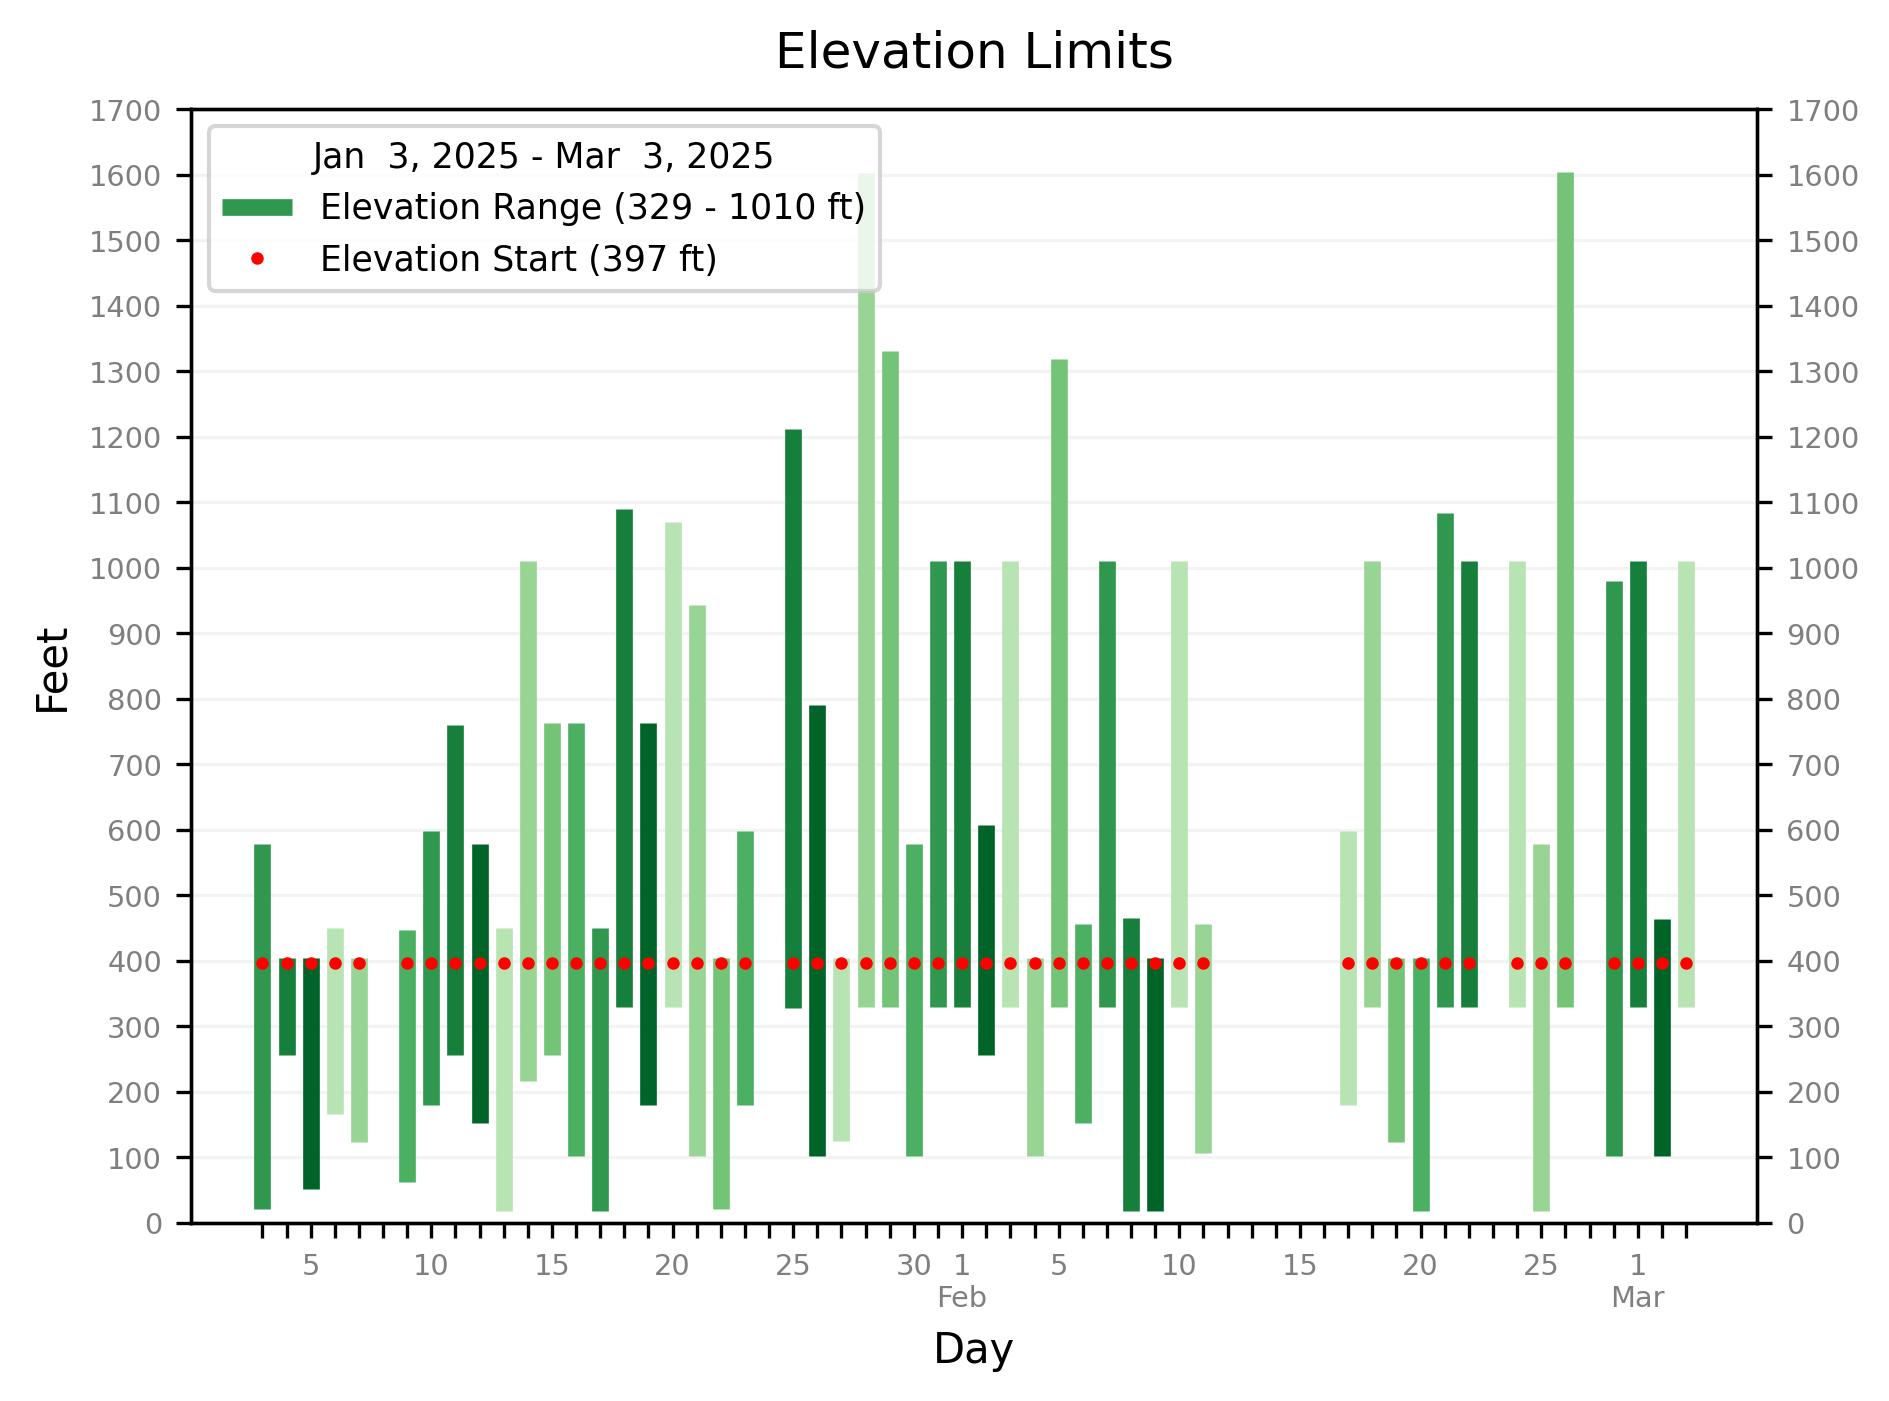 Elevation Limits
Jan  3, 2025 - Mar  3, 2025
Elevation Range (329 - 1010 ft)
Elevation Start (397 ft)
1700 1700
1600 1600
1500 1500
1400 1400
1300 1300
1200 1200
1100 1100
1000 1000
900 900
800 800
700 700
600 600
500 500
400 400
300 300
200 200
100 100
0 0
Feet
5 10 15 20 25 30 1 5 10 15 20 25 1
Feb Mar
Day